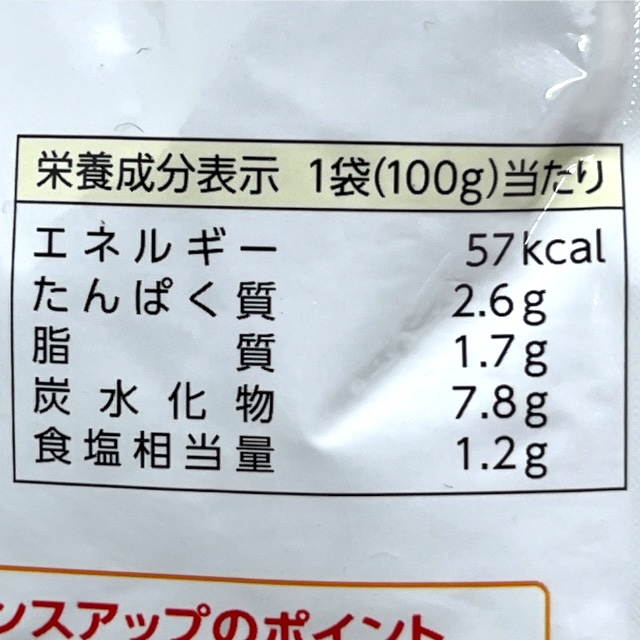 栄養成分表示 1袋(100g)当たり
エネルギー 57kcal
たんぱく質 2.6g
脂質 1.7g
炭水化物 7.8g
食塩相当量 1.2g
ンスアップのポイント